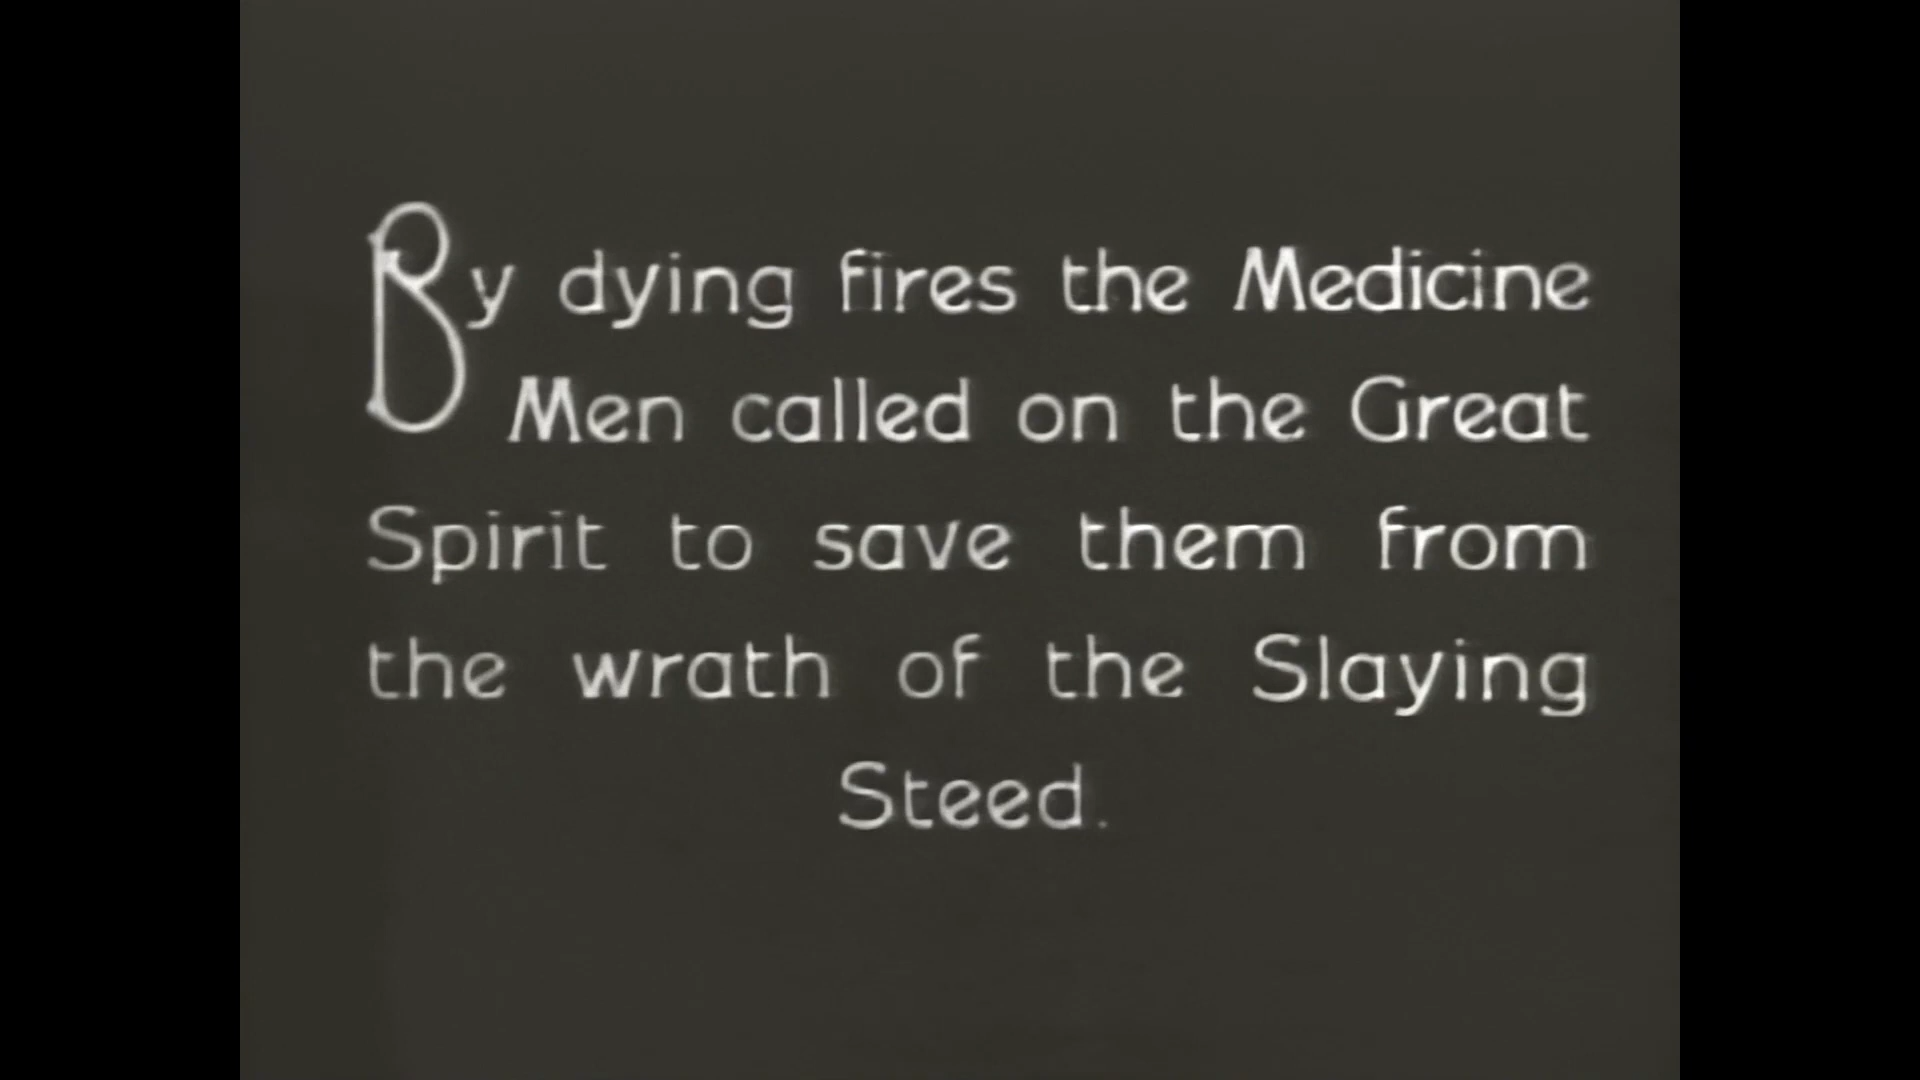 By dying fires the Medicine
Men called on the Great
Spirit to save them from
the wrath of the Slaying
Steed.